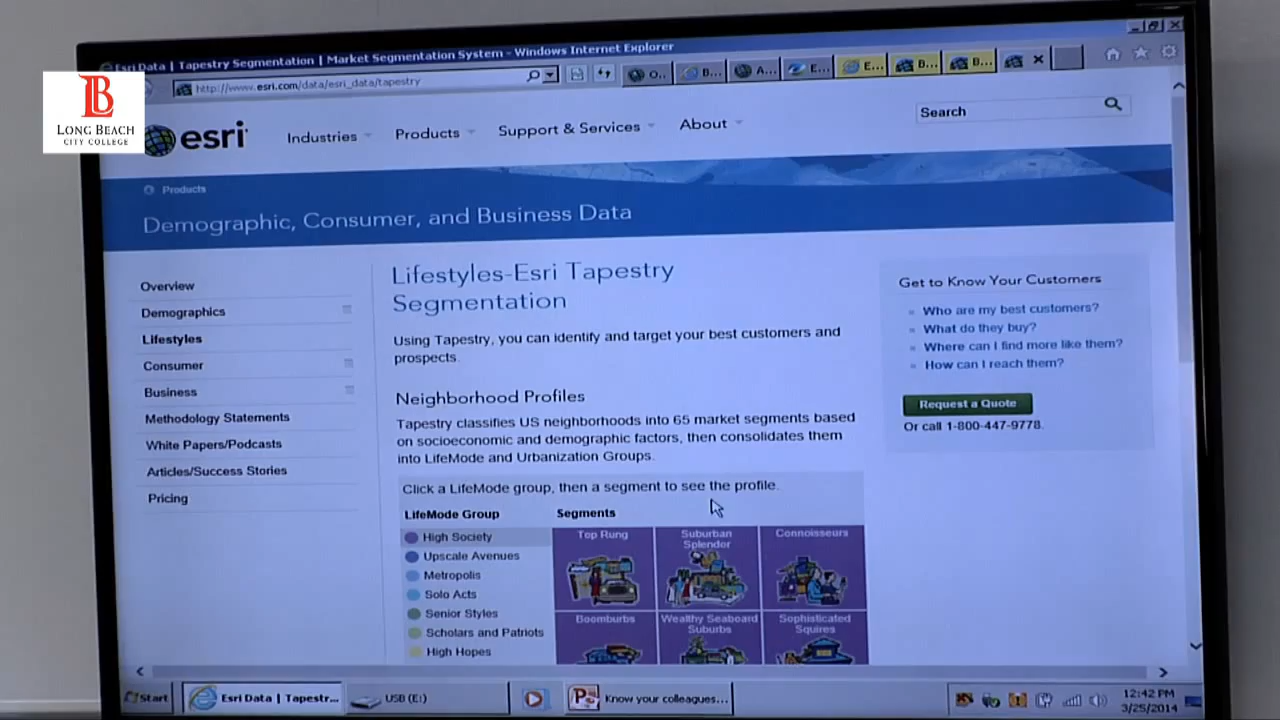 Esri Data | Tapestry Segmentation | Market Segmentation System - Windows Internet Explorer
http://www.esri.com/data/esri_data/tapestry
O...
B...
A...
E...
E...
B...
B...
LB
LONG BEACH
CITY COLLEGE
esri
Industries
Products
Support & Services
About
Search
Products
Demographic, Consumer, and Business Data
Overview
Demographics
Lifestyles
Consumer
Business
Methodology Statements
White Papers/Podcasts
Articles/Success Stories
Pricing
Lifestyles-Esri Tapestry
Segmentation
Using Tapestry, you can identify and target your best customers and
prospects.
Neighborhood Profiles
Tapestry classifies US neighborhoods into 65 market segments based
on socioeconomic and demographic factors, then consolidates them
into LifeMode and Urbanization Groups.
Click a LifeMode group, then a segment to see the profile.
LifeMode Group
High Society
Upscale Avenues
Metropolis
Solo Acts
Senior Styles
Scholars and Patriots
High Hopes
Segments
Top Rung
Suburban
Splendor
Connoisseurs
Boomburbs
Wealthy Seaboard
Suburbs
Sophisticated
Squires
Get to Know Your Customers
Who are my best customers?
What do they buy?
Where can I find more like them?
How can I reach them?
Request a Quote
Or call 1-800-447-9778.
Start
Esri Data | Tapestr...
USB (E:)
Know your colleagues...
12:42 PM
3/25/2014